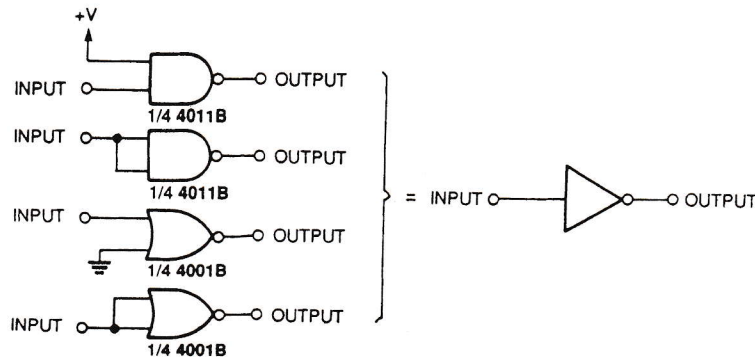 +V
INPUT
OUTPUT
1/4 4011B
INPUT
OUTPUT
1/4 4011B
INPUT
OUTPUT
1/4 4001B
INPUT
OUTPUT
1/4 4001B
= INPUT
OUTPUT